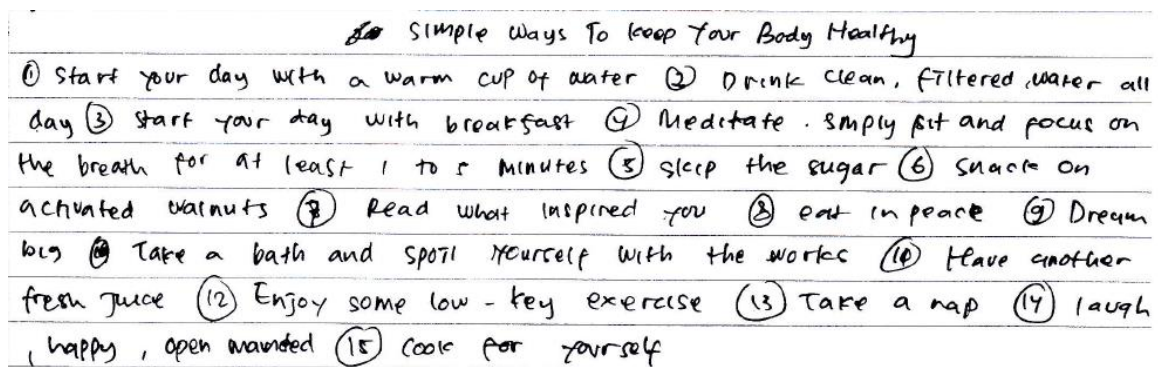 Simple Ways To keep Your Body Healthy
① Start your day with a warm cup of water ② Drink clean, filtered, water all
day ③ start your day with breakfast ④ Meditate. Simply sit and focus on
the breath for at least 1 to 5 minutes ⑤ skip the sugar ⑥ snack on
activated walnuts ⑦ Read what inspired you ⑧ eat in peace ⑨ Dream
big ⑩ Take a bath and spoil yourself with the works ⑪ Have another
fresh juice ⑫ Enjoy some low - key exercise ⑬ Take a nap ⑭ laugh
, happy, open ⑮ cook for yourself